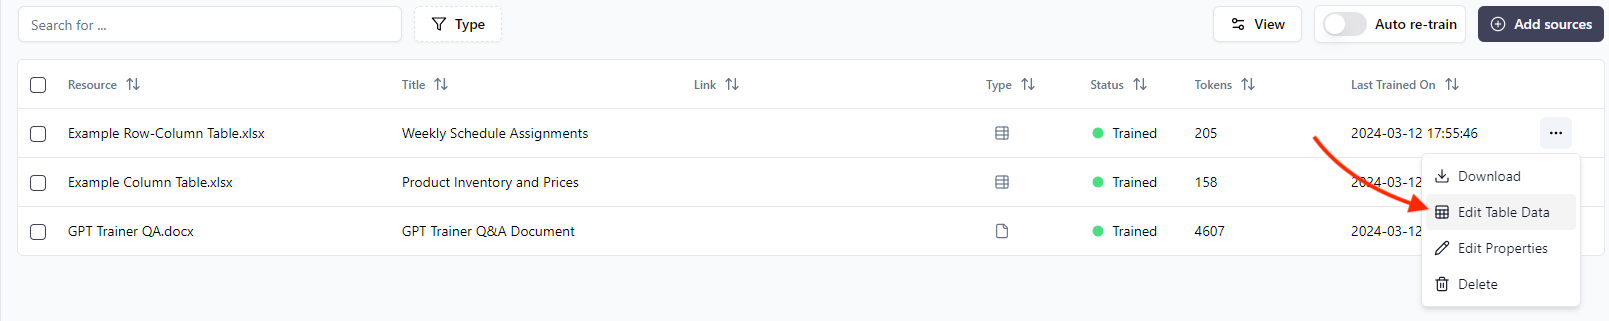 Search for ...
Type
View
Auto re-train
Add sources
Resource Title Link Type Status Tokens Last Trained On
Example Row-Column Table.xlsx Weekly Schedule Assignments Trained 205 2024-03-12 17:55:46
Example Column Table.xlsx Product Inventory and Prices Trained 158 2024-03-12
GPT Trainer QA.docx GPT Trainer Q&A Document Trained 4607 2024-03-12
Download
Edit Table Data
Edit Properties
Delete